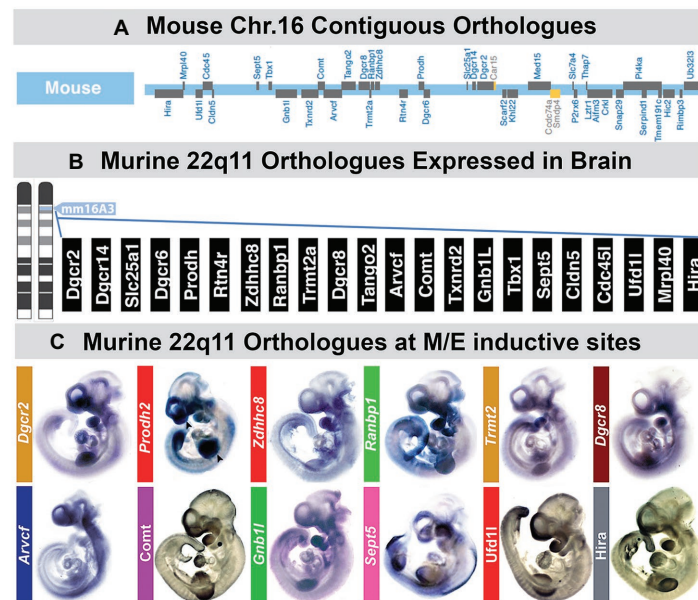 A Mouse Chr.16 Contiguous Orthologues
Mouse
Hira
Mrpl40
Ufd1l
Cdc45
Cldn5
Sept5
Tbx1
Gnb1l
Txnrd2
Comt
Arvcf
Tango2
Dgcr8
Trmt2a
Ranbp1
Zdhhc8
Rtn4r
Prodh
Dgcr6
Slc25a1
Dgcr14
Dgcr2
Car15
Scarf2
Khl22
Med15
Ccdc74a
Smdp4
Slc7a4
P2rx6
Thap7
Lztr1
Aifm3
Crkl
Snap29
Pi4ka
Serpind1
Tmem191c
Hic2
Rimbp3
Ub32l3
B Murine 22q11 Orthologues Expressed in Brain
mm16A3
Dgcr2
Dgcr14
Slc25a1
Dgcr6
Prodh
Rtn4r
Zdhhc8
Ranbp1
Trmt2a
Dgcr8
Tango2
Arvcf
Comt
Txnrd2
Gnb1L
Tbx1
Sept5
Cldn5
Cdc45l
Ufd1l
Mrpl40
Hira
C Murine 22q11 Orthologues at M/E inductive sites
Dgcr2
Prodh2
Zdhhc8
Ranbp1
Trmt2
Dgcr8
Arvcf
Comt
Gnb1l
Sept5
Ufd1l
Hira